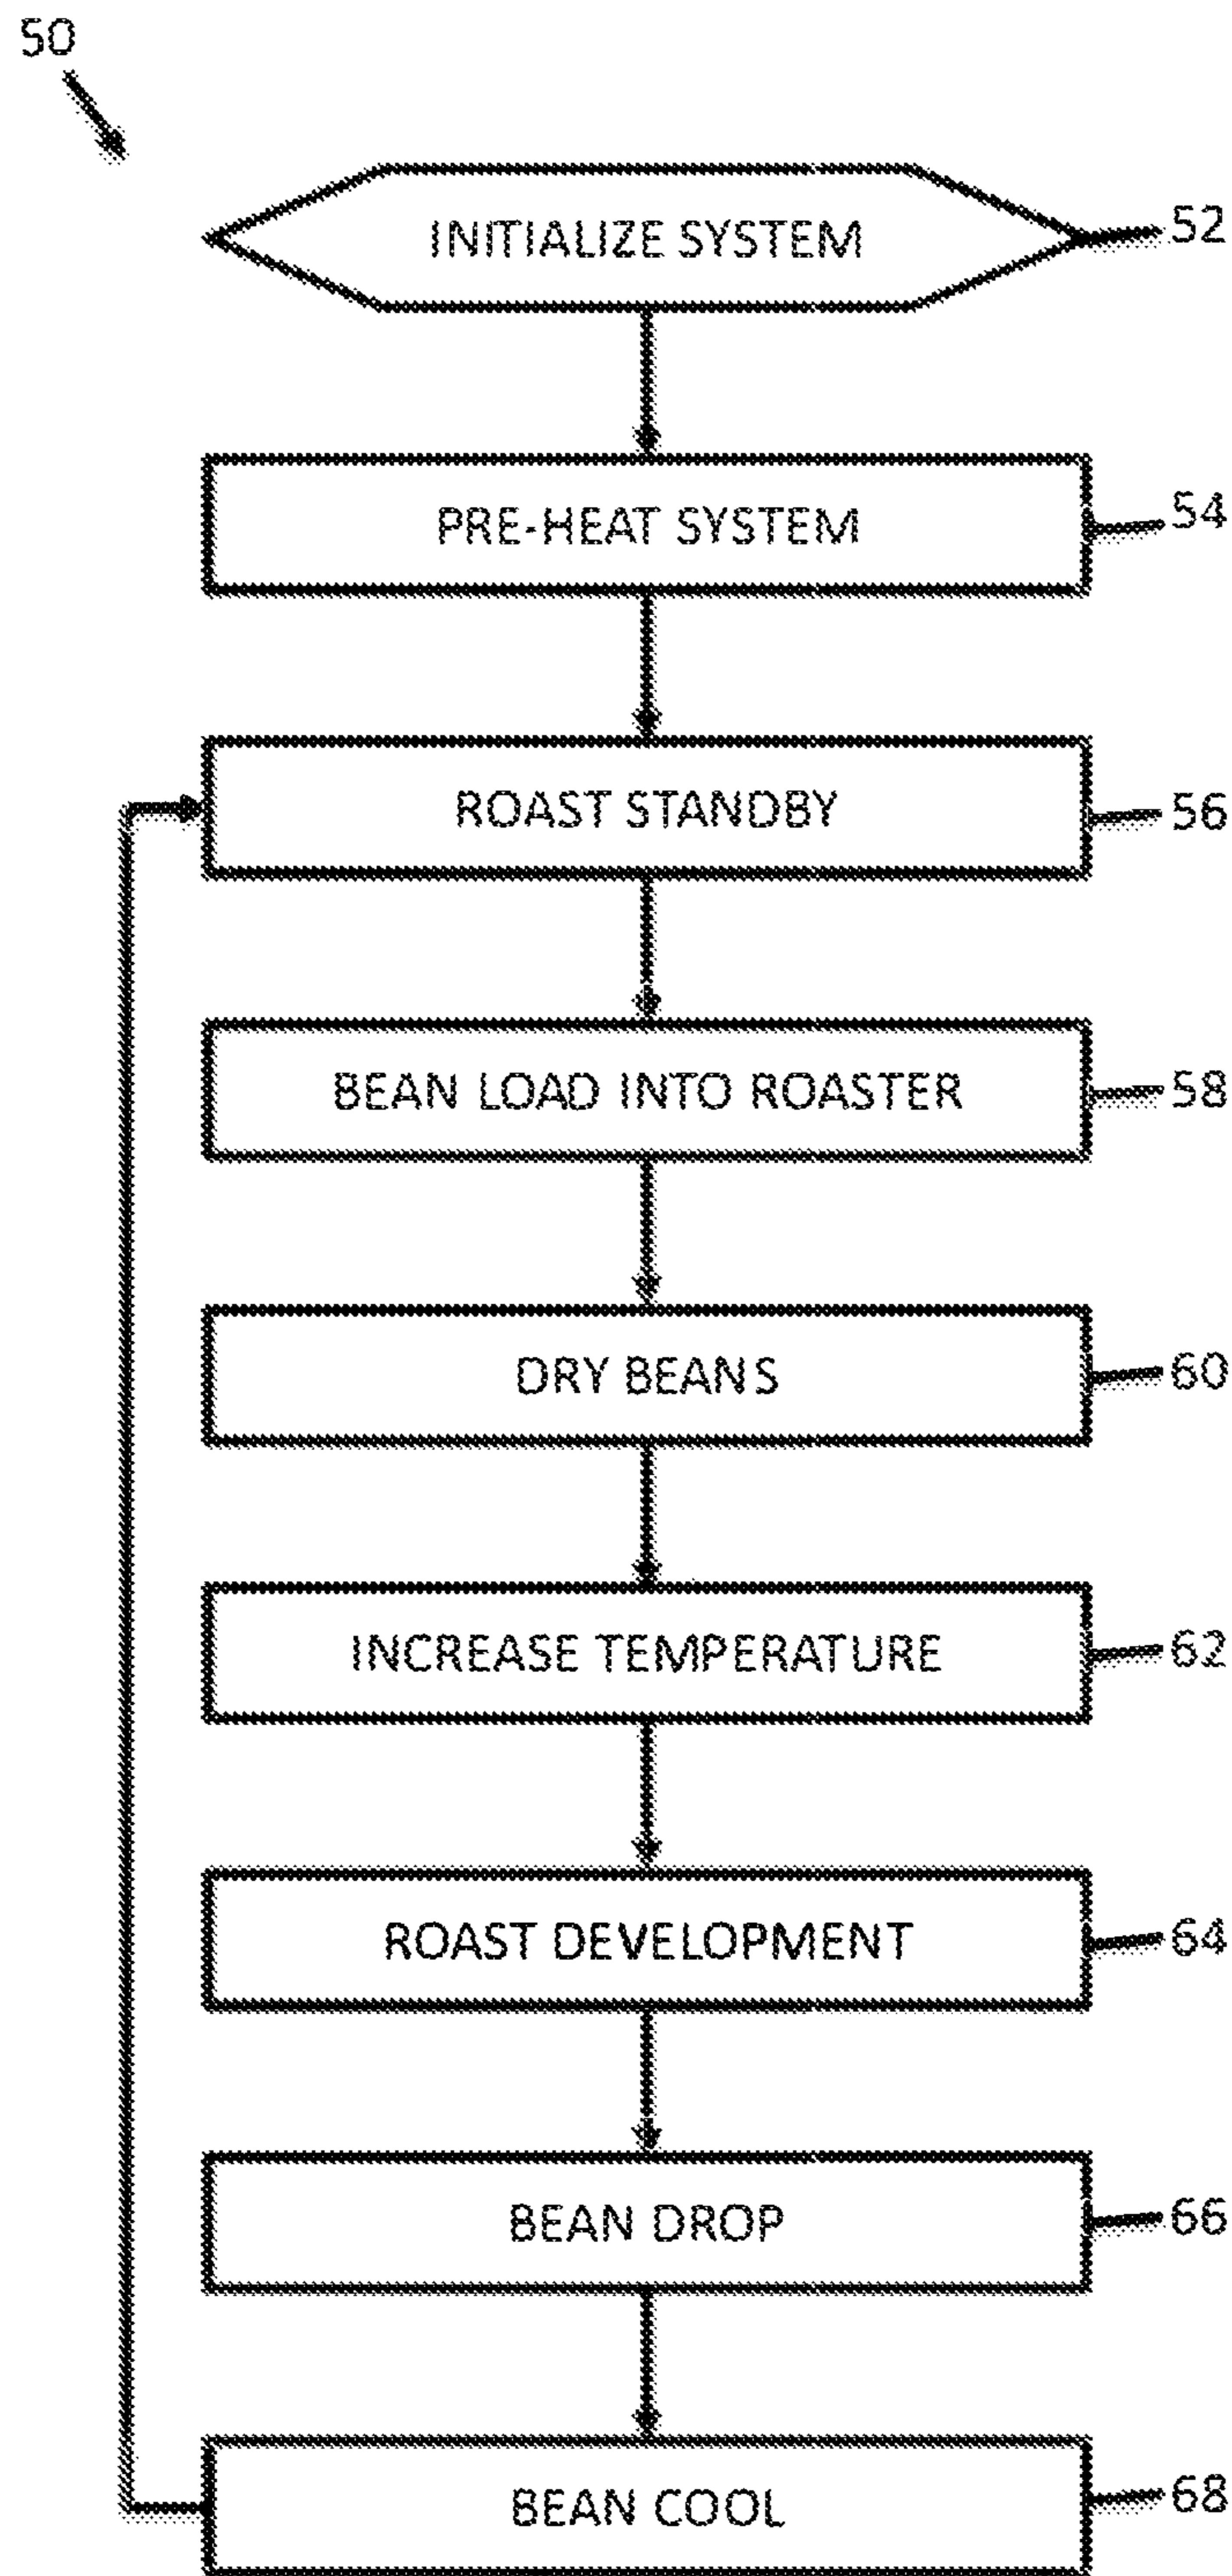 50
INITIALIZE SYSTEM
52
PRE-HEAT SYSTEM
54
ROAST STANDBY
56
BEAN LOAD INTO ROASTER
58
DRY BEANS
60
INCREASE TEMPERATURE
62
ROAST DEVELOPMENT
64
BEAN DROP
66
BEAN COOL
68